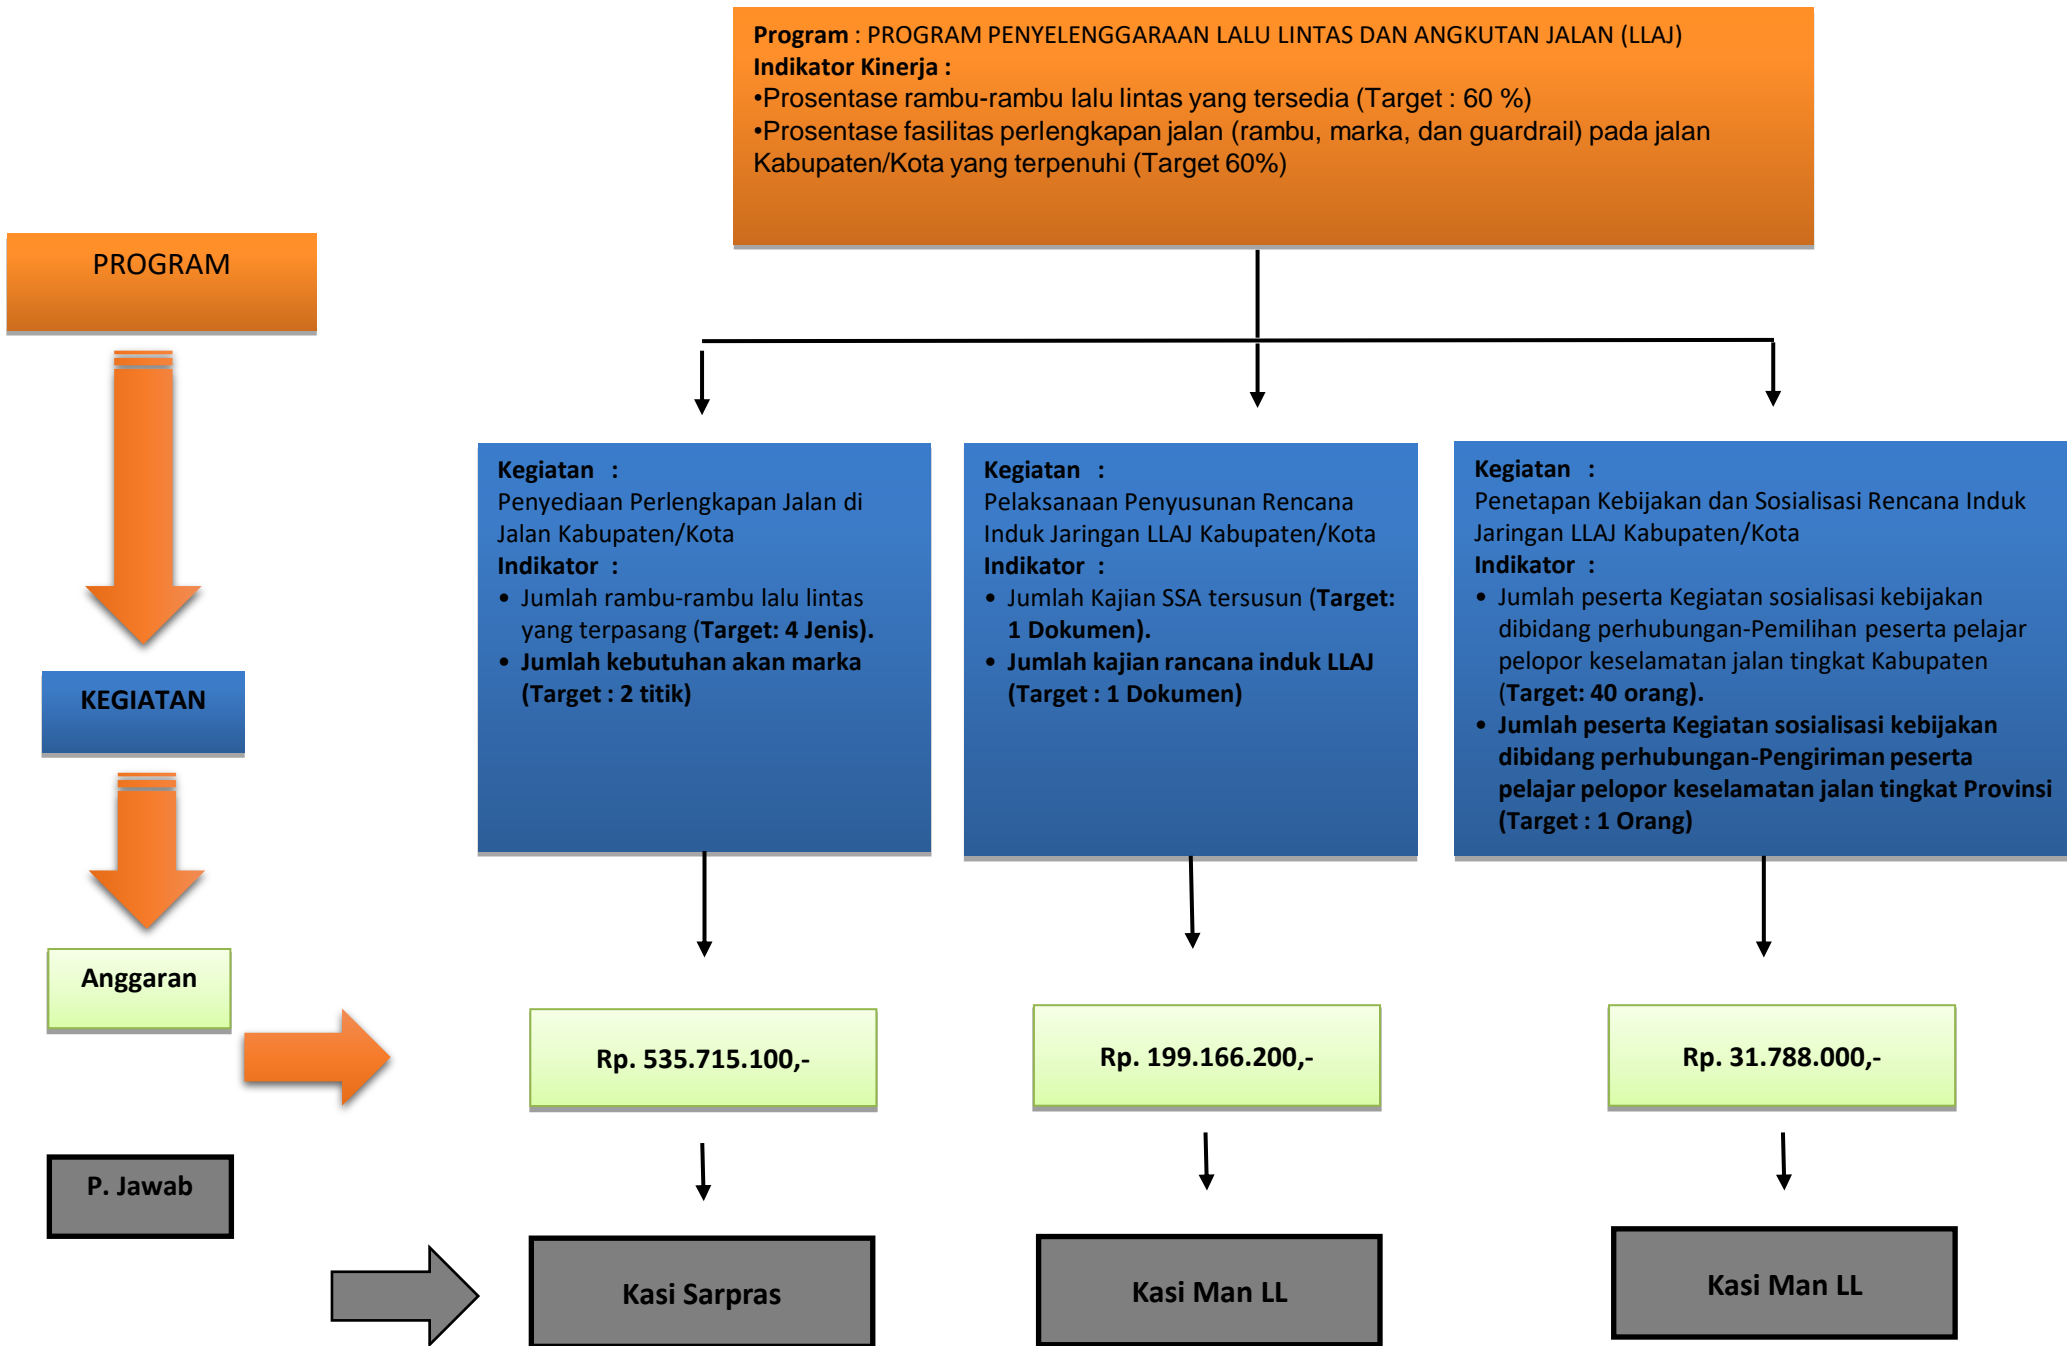 Program : PROGRAM PENYELENGGARAAN LALU LINTAS DAN ANGKUTAN JALAN (LLAJ)
Indikator Kinerja :
•Prosentase rambu-rambu lalu lintas yang tersedia (Target : 60 %)
•Prosentase fasilitas perlengkapan jalan (rambu, marka, dan guardrail) pada jalan
Kabupaten/Kota yang terpenuhi (Target 60%)
PROGRAM
KEGIATAN
Anggaran
P. Jawab
Kegiatan :
Penyediaan Perlengkapan Jalan di
Jalan Kabupaten/Kota
Indikator :
• Jumlah rambu-rambu lalu lintas
yang terpasang (Target: 4 Jenis).
• Jumlah kebutuhan akan marka
(Target : 2 titik)
Kegiatan :
Pelaksanaan Penyusunan Rencana
Induk Jaringan LLAJ Kabupaten/Kota
Indikator :
• Jumlah Kajian SSA tersusun (Target:
1 Dokumen).
• Jumlah kajian rancana induk LLAJ
(Target : 1 Dokumen)
Kegiatan :
Penetapan Kebijakan dan Sosialisasi Rencana Induk
Jaringan LLAJ Kabupaten/Kota
Indikator :
• Jumlah peserta Kegiatan sosialisasi kebijakan
dibidang perhubungan-Pemilihan peserta pelajar
pelopor keselamatan jalan tingkat Kabupaten
(Target: 40 orang).
• Jumlah peserta Kegiatan sosialisasi kebijakan
dibidang perhubungan-Pengiriman peserta
pelajar pelopor keselamatan jalan tingkat Provinsi
(Target : 1 Orang)
Rp. 535.715.100,-
Rp. 199.166.200,-
Rp. 31.788.000,-
Kasi Sarpras
Kasi Man LL
Kasi Man LL